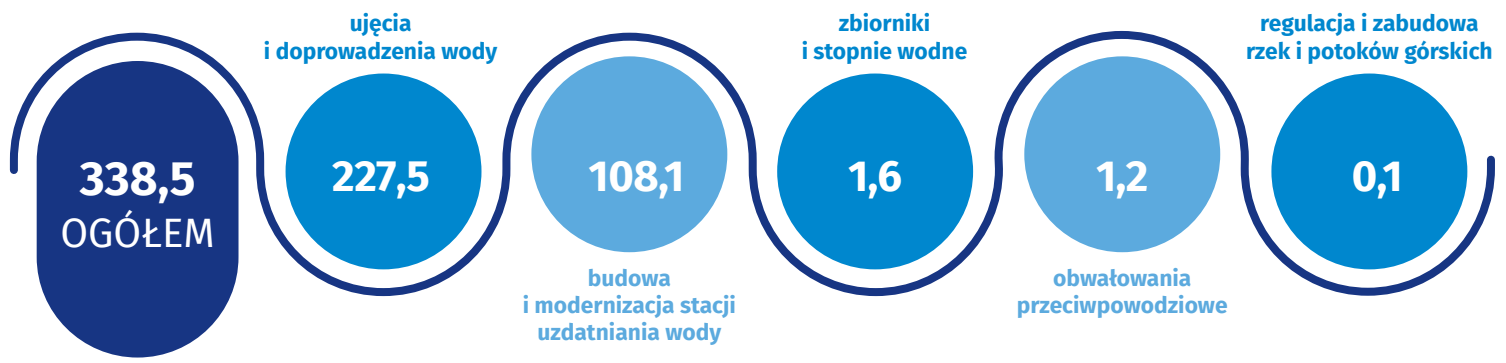 338,5
OGÓŁEM
ujęcia
i doprowadzenia wody
227,5
108,1
budowa
i modernizacja stacji
uzdatniania wody
zbiorniki
i stopnie wodne
1,6
1,2
obwałowania
przeciwpowodziowe
regulacja i zabudowa
rzek i potoków górskich
0,1